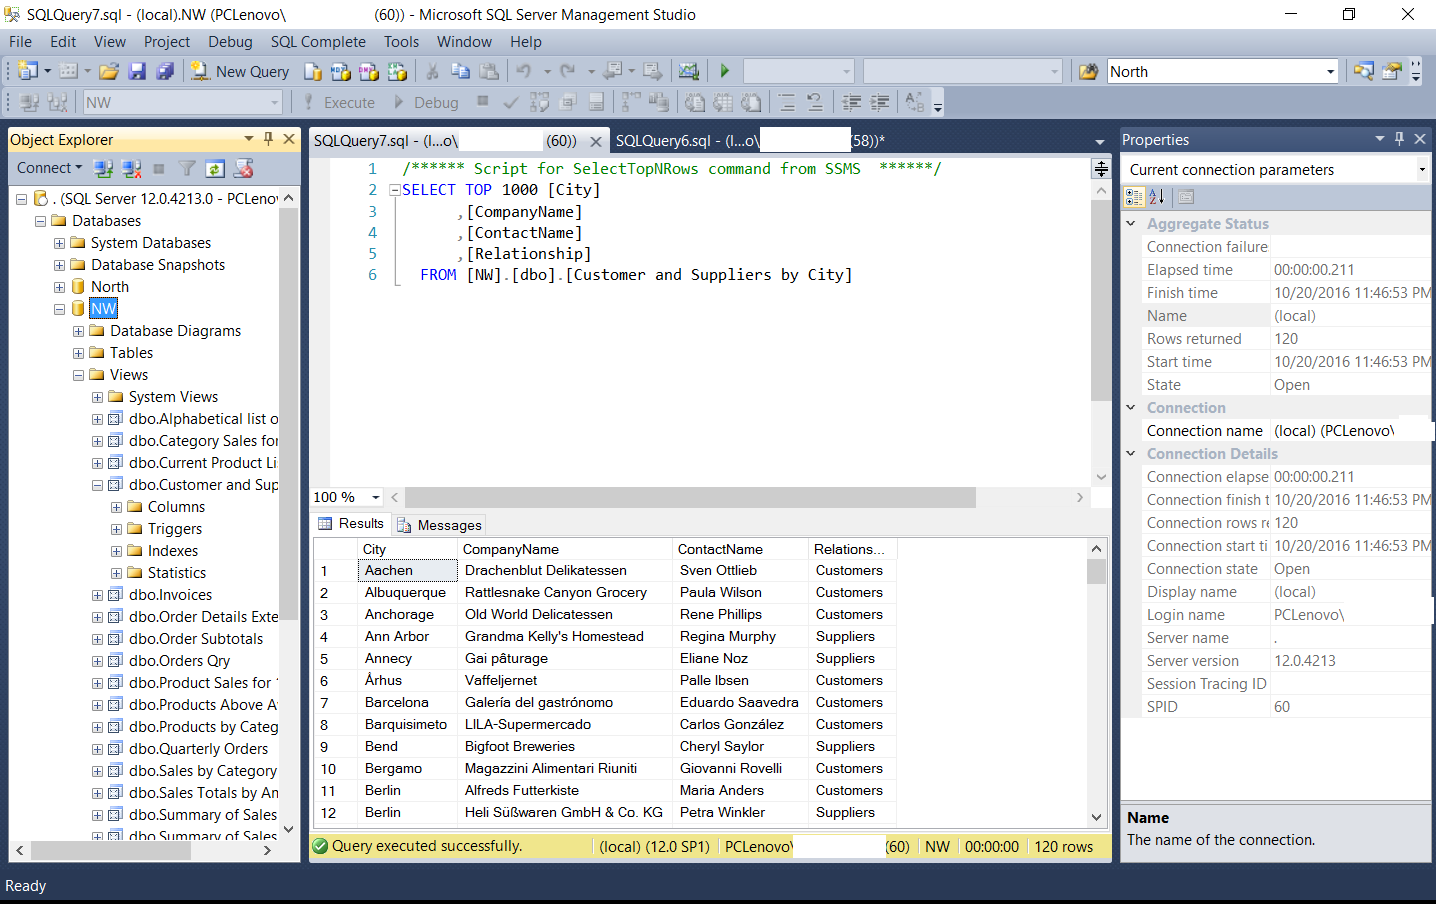 SQLQuery7.sql - (local).NW (PCLenovo\ (60)) - Microsoft SQL Server Management Studio
File Edit View Project Debug SQL Complete Tools Window Help
New Query North
NW Execute Debug
Object Explorer
Connect
. (SQL Server 12.0.4213.0 - PCLeno
Databases
System Databases
Database Snapshots
North
NW
Database Diagrams
Tables
Views
System Views
dbo.Alphabetical list o
dbo.Category Sales for
dbo.Current Product Li
dbo.Customer and Sup
Columns
Triggers
Indexes
Statistics
dbo.Invoices
dbo.Order Details Exte
dbo.Order Subtotals
dbo.Orders Qry
dbo.Product Sales for
dbo.Products Above A
dbo.Products by Categ
dbo.Quarterly Orders
dbo.Sales by Category
dbo.Sales Totals by Am
dbo.Summary of Sales
dbo.Summary of Sales
SQLQuery7.sql - (l...o\ (60)) SQLQuery6.sql - (l...o\ (58))*
1 /****** Script for SelectTopNRows command from SSMS  ******/
2 SELECT TOP 1000 [City]
3 ,[CompanyName]
4 ,[ContactName]
5 ,[Relationship]
6 FROM [NW].[dbo].[Customer and Suppliers by City]
100 %
Results Messages
City CompanyName ContactName Relations...
1 Aachen Drachenblut Delikatessen Sven Ottlieb Customers
2 Albuquerque Rattlesnake Canyon Grocery Paula Wilson Customers
3 Anchorage Old World Delicatessen Rene Phillips Customers
4 Ann Arbor Grandma Kelly's Homestead Regina Murphy Suppliers
5 Annecy Gai pâturage Eliane Noz Suppliers
6 Århus Vaffeljernet Palle Ibsen Customers
7 Barcelona Galería del gastrónomo Eduardo Saavedra Customers
8 Barquisimeto LILA-Supermercado Carlos González Customers
9 Bend Bigfoot Breweries Cheryl Saylor Suppliers
10 Bergamo Magazzini Alimentari Riuniti Giovanni Rovelli Customers
11 Berlin Alfreds Futterkiste Maria Anders Customers
12 Berlin Heli Süßwaren GmbH & Co. KG Petra Winkler Suppliers
Query executed successfully. (local) (12.0 SP1) PCLenovo\ (60) NW 00:00:00 120 rows
Properties
Current connection parameters
Aggregate Status
Connection failure
Elapsed time 00:00:00.211
Finish time 10/20/2016 11:46:53 PM
Name (local)
Rows returned 120
Start time 10/20/2016 11:46:53 PM
State Open
Connection
Connection name (local) (PCLenovo\
Connection Details
Connection elapse 00:00:00.211
Connection finish t 10/20/2016 11:46:53 PM
Connection rows re 120
Connection start ti 10/20/2016 11:46:53 PM
Connection state Open
Display name (local)
Login name PCLenovo\
Server name .
Server version 12.0.4213
Session Tracing ID
SPID 60
Name
The name of the connection.
Ready